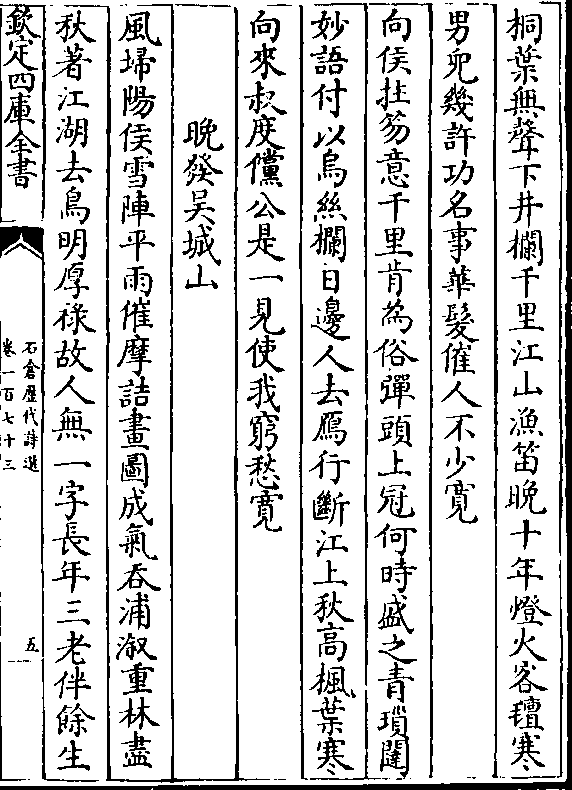 桐葉無聲下井欄千里江山漁笛晚十年燈火客氊寒
男兒幾許功名事華髮催人不少寛
向侯拄笏意千里肯為俗彈頭上冠何時盛之青瑣闥
妙語付以烏絲欄日邊人去鴈行斷江上秋高楓葉寒
向來叔度儻公是一見使我窮愁寛
晚發吳城山
風埽陽侯雪陣平雨催摩詰畫圖成氣吞浦溆重林盡
秋著江湖去鳥明厚祿故人無一字長年三老伴餘生
欽定四庫全書
石倉歷代詩選
卷一百七十三
五